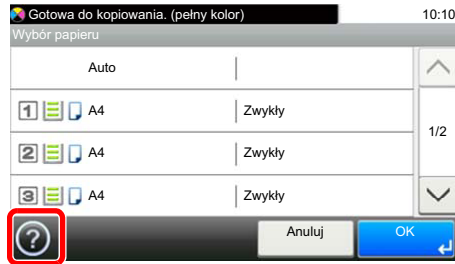 Gotowa do kopiowania. (pełny kolor) 10:10
Wybór papieru
Auto
1 A4 Zwykły
2 A4 Zwykły
3 A4 Zwykły
1/2
? Anuluj OK